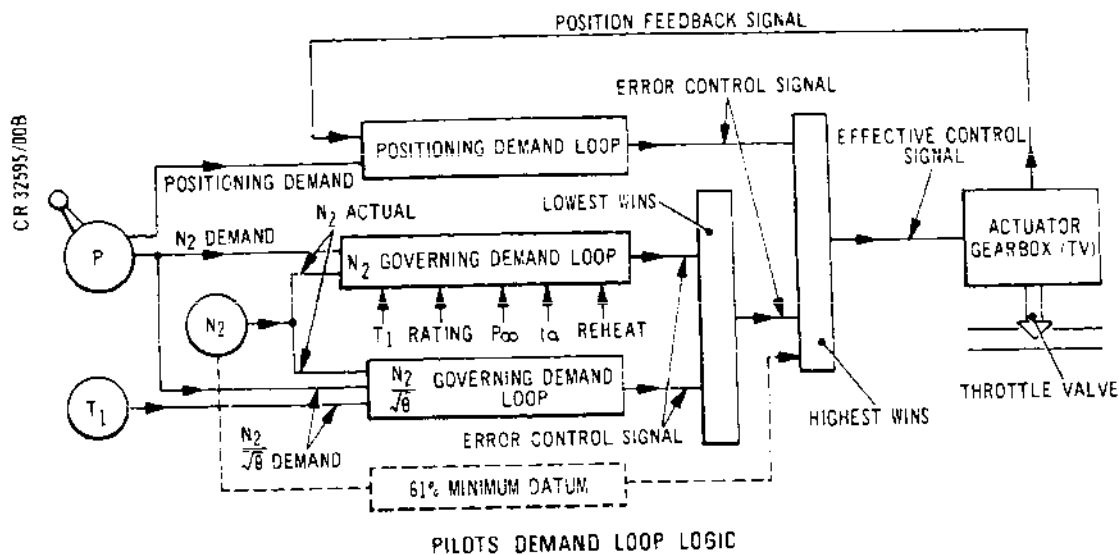 POSITION FEEDBACK SIGNAL
CR 32595/00B
ERROR CONTROL SIGNAL
POSITIONING DEMAND LOOP
EFFECTIVE CONTROL
SIGNAL
POSITIONING DEMAND
N2 ACTUAL
LOWEST WINS
P
N2 DEMAND
N2 GOVERNING DEMAND LOOP
ACTUATOR
GEARBOX (TV)
N2
T1 RATING P∞ ta REHEAT
N2/√θ GOVERNING DEMAND
LOOP
T1
THROTTLE VALVE
N2/√θ DEMAND
ERROR CONTROL SIGNAL
HIGHEST WINS
61% MINIMUM DATUM
PILOTS DEMAND LOOP LOGIC